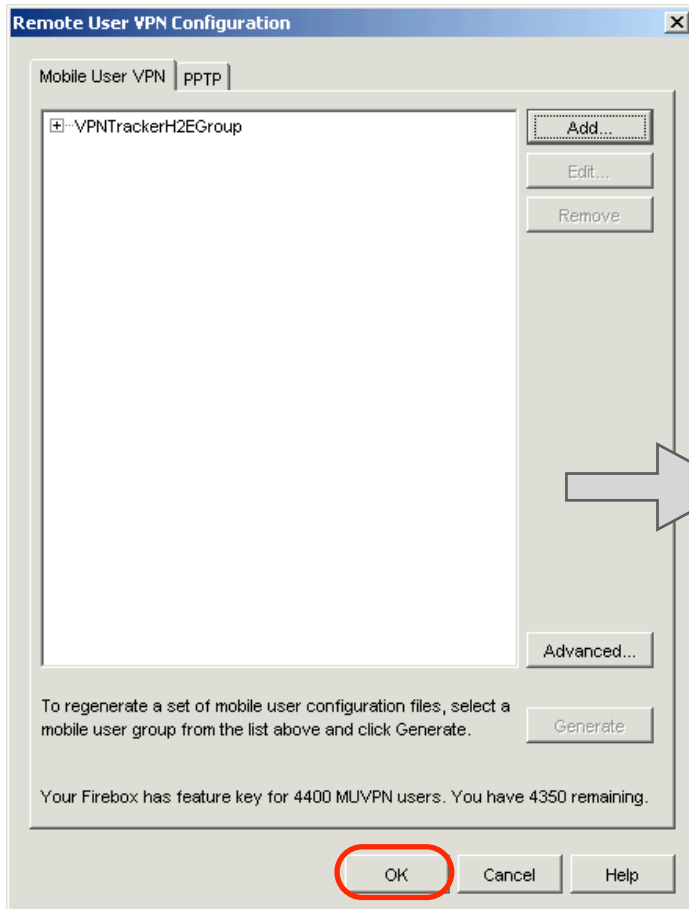 Remote User VPN Configuration
Mobile User VPN
PPTP
VPNTrackerH2EGroup
Add...
Edit...
Remove
Advanced...
To regenerate a set of mobile user configuration files, select a
mobile user group from the list above and click Generate.
Generate
Your Firebox has feature key for 4400 MUVPN users. You have 4350 remaining.
OK
Cancel
Help